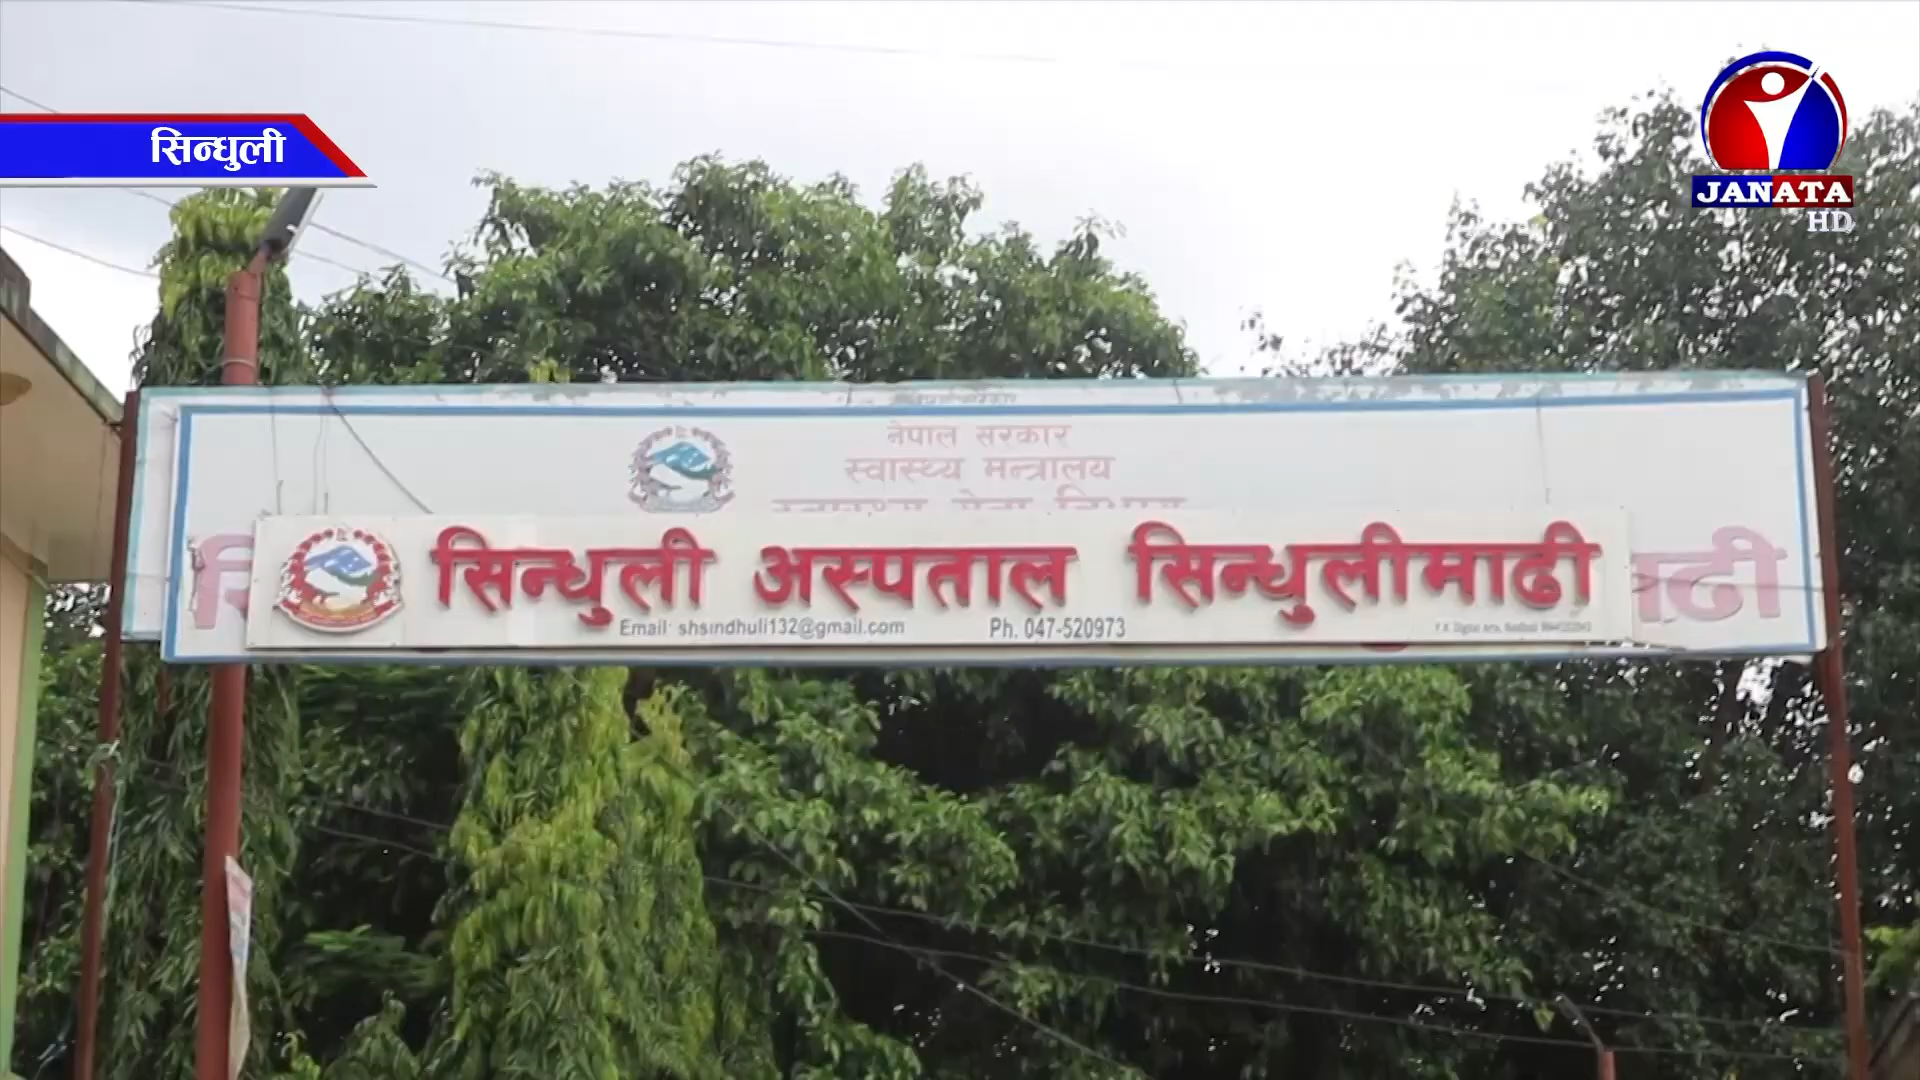 सिन्धुली
JANATA
HD
नेपाल सरकार
स्वास्थ्य मन्त्रालय
सिन्धुली अस्पताल सिन्धुलीमाढी
Email: shsindhuli132@gmail.com Ph. 047-520973